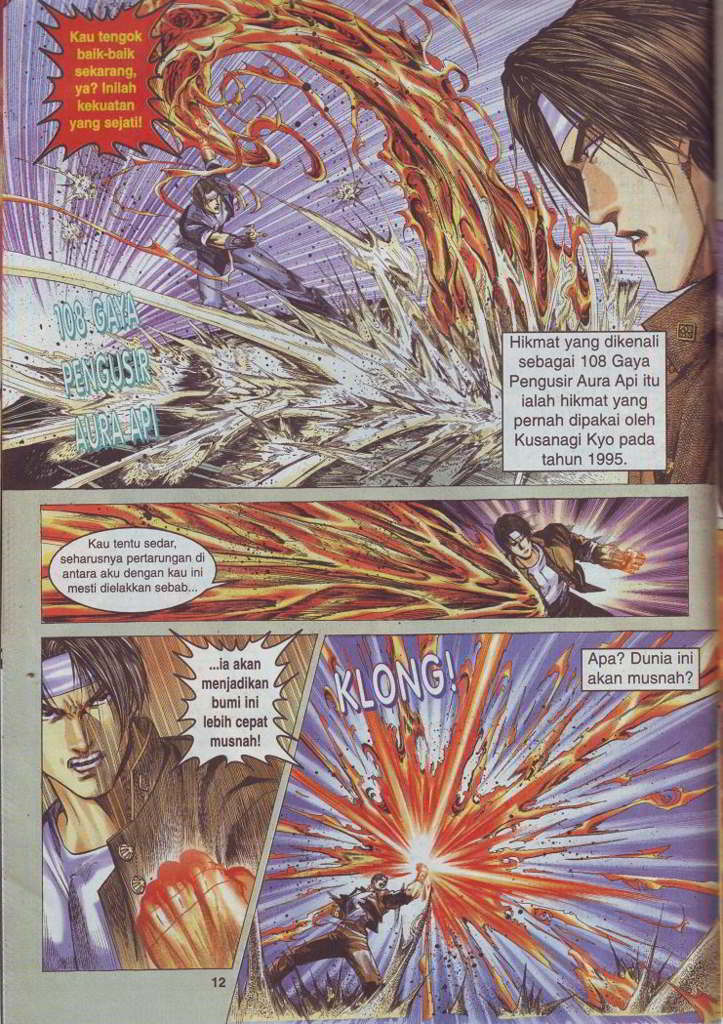 Kau tengok
baik-baik
sekarang,
ya? Inilah
kekuatan
yang sejati!
108 GAYA
PENGUSIR
AURA API
Hikmat yang dikenali
sebagai 108 Gaya
Pengusir Aura Api itu
ialah hikmat yang
pernah dipakai oleh
Kusanagi Kyo pada
tahun 1995.
Kau tentu sedar,
seharusnya pertarungan di
antara aku dengan kau ini
mesti dielakkan sebab...
...ia akan
menjadikan
bumi ini
lebih cepat
musnah!
KLONG!
Apa? Dunia ini
akan musnah?
12